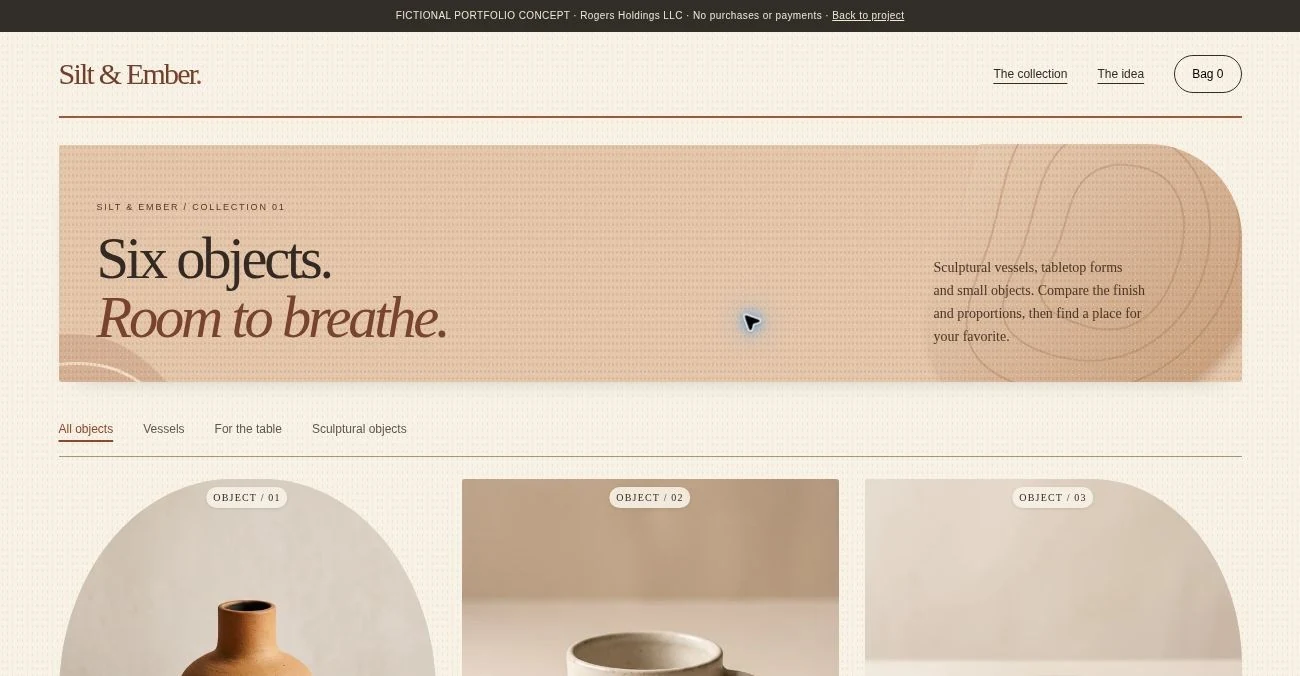 FICTIONAL PORTFOLIO CONCEPT · Rogers Holdings LLC · No purchases or payments · Back to project
Silt & Ember.
The collection
The idea
Bag 0
SILT & EMBER / COLLECTION 01
Six objects.
Room to breathe.
Sculptural vessels, tabletop forms
and small objects. Compare the finish
and proportions, then find a place for
your favorite.
All objects
Vessels
For the table
Sculptural objects
OBJECT / 01
OBJECT / 02
OBJECT / 03